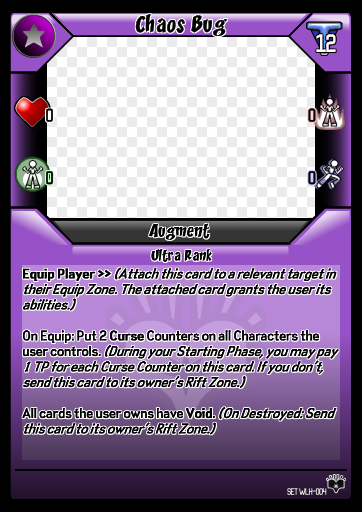 Chaos Bug
12
0
0
0
0
Augment
Ultra Rank
Equip Player >> (Attach this card to a relevant target in
their Equip Zone. The attached card grants the user its
abilities.)
On Equip: Put 2 Curse Counters on all Characters the
user controls. (During your Starting Phase, you may pay
1 TP for each Curse Counter on this card. If you don't,
send this card to its owner's Rift Zone.)
All cards the user owns have Void. (On Destroyed: Send
this card to its owner's Rift Zone.)
SET WLH-004